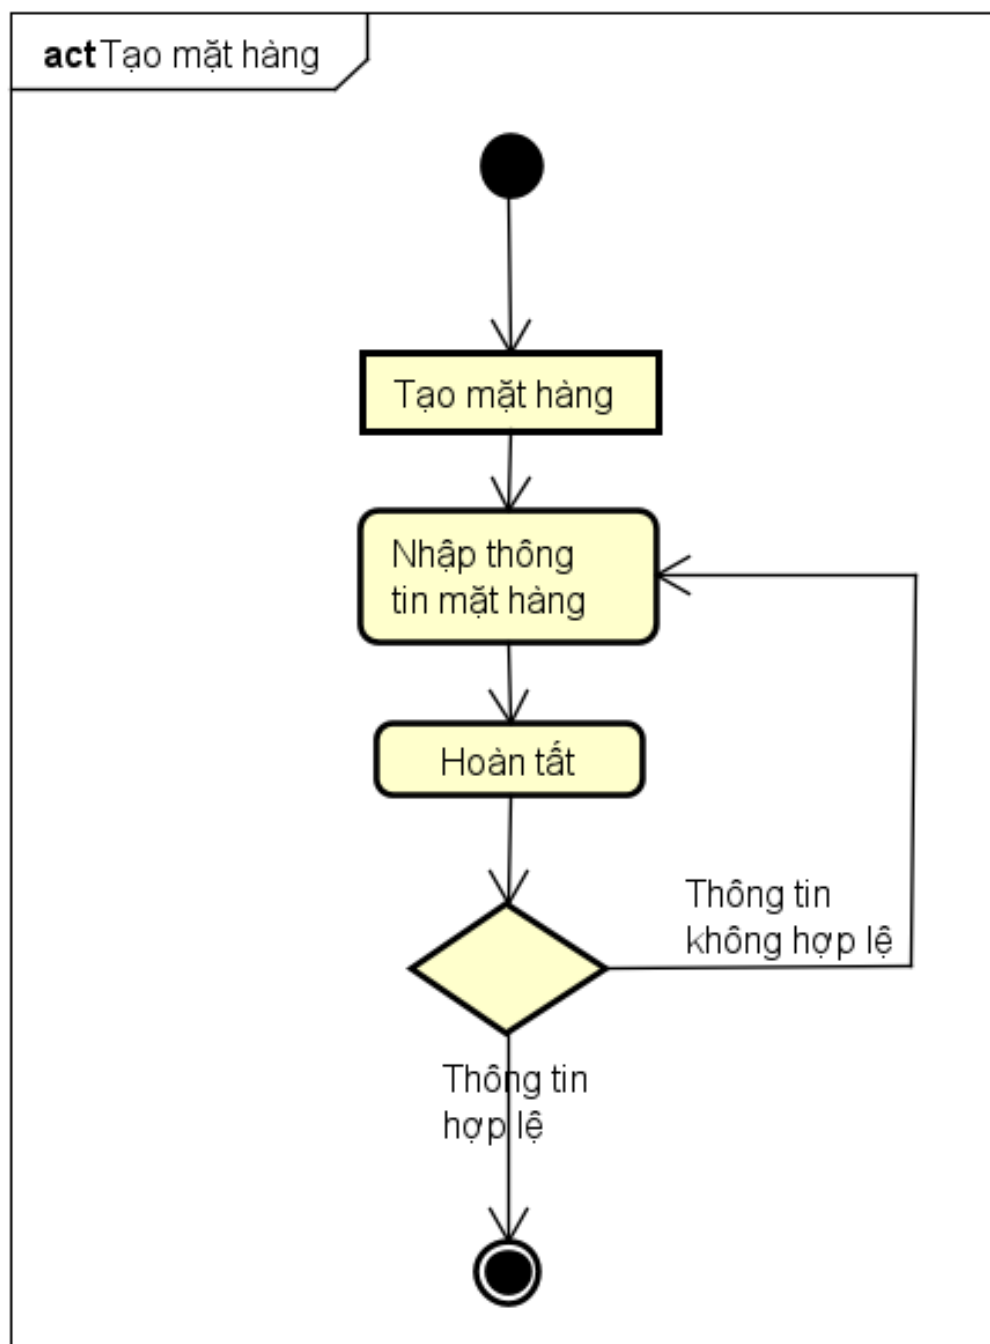 act Tạo mặt hàng
Tạo mặt hàng
Nhập thông
tin mặt hàng
Hoàn tất
Thông tin
không hợp lệ
Thông tin
hợp lệ